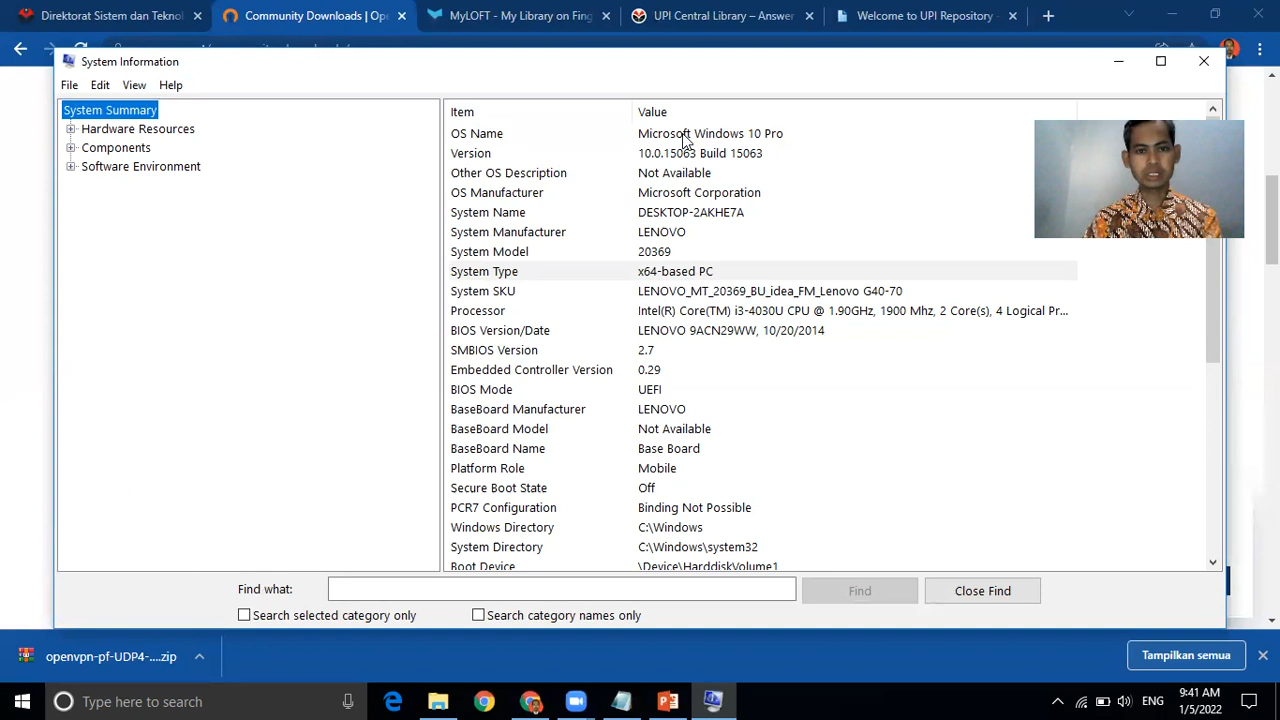 Direktorat Sistem dan Teknol
Community Downloads | Ope
MyLOFT - My Library on Fing
UPI Central Library – Answer
Welcome to UPI Repository -
System Information
File Edit View Help
System Summary
Hardware Resources
Components
Software Environment
Item Value
OS Name Microsoft Windows 10 Pro
Version 10.0.15063 Build 15063
Other OS Description Not Available
OS Manufacturer Microsoft Corporation
System Name DESKTOP-2AKHE7A
System Manufacturer LENOVO
System Model 20369
System Type x64-based PC
System SKU LENOVO_MT_20369_BU_idea_FM_Lenovo G40-70
Processor Intel(R) Core(TM) i3-4030U CPU @ 1.90GHz, 1900 Mhz, 2 Core(s), 4 Logical Pr...
BIOS Version/Date LENOVO 9ACN29WW, 10/20/2014
SMBIOS Version 2.7
Embedded Controller Version 0.29
BIOS Mode UEFI
BaseBoard Manufacturer LENOVO
BaseBoard Model Not Available
BaseBoard Name Base Board
Platform Role Mobile
Secure Boot State Off
PCR7 Configuration Binding Not Possible
Windows Directory C:\Windows
System Directory C:\Windows\system32
Boot Device \Device\HarddiskVolume1
Find what: Find Close Find
Search selected category only Search category names only
openvpn-pf-UDP4-....zip Tampilkan semua
Type here to search ENG 9:41 AM
1/5/2022